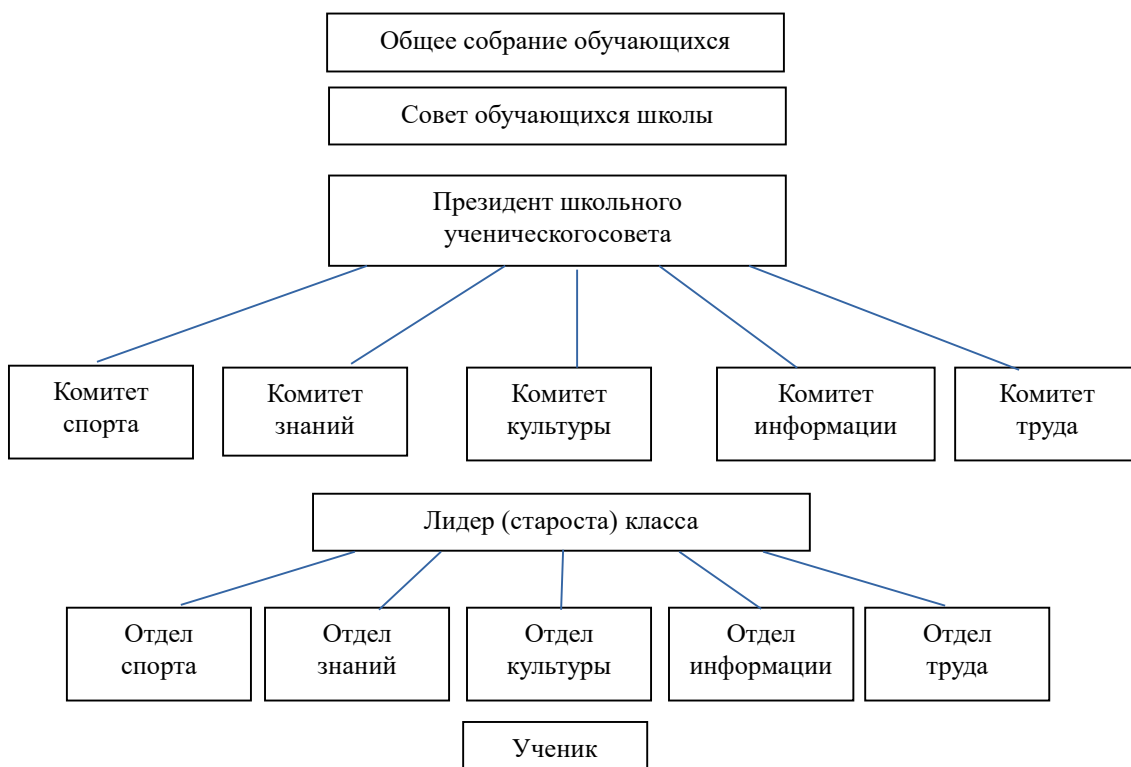 Общее собрание обучающихся
Совет обучающихся школы
Президент школьного
ученическогосовета
Комитет
спорта
Комитет
знаний
Комитет
культуры
Комитет
информации
Комитет
труда
Лидер (староста) класса
Отдел
спорта
Отдел
знаний
Отдел
культуры
Отдел
информации
Отдел
труда
Ученик